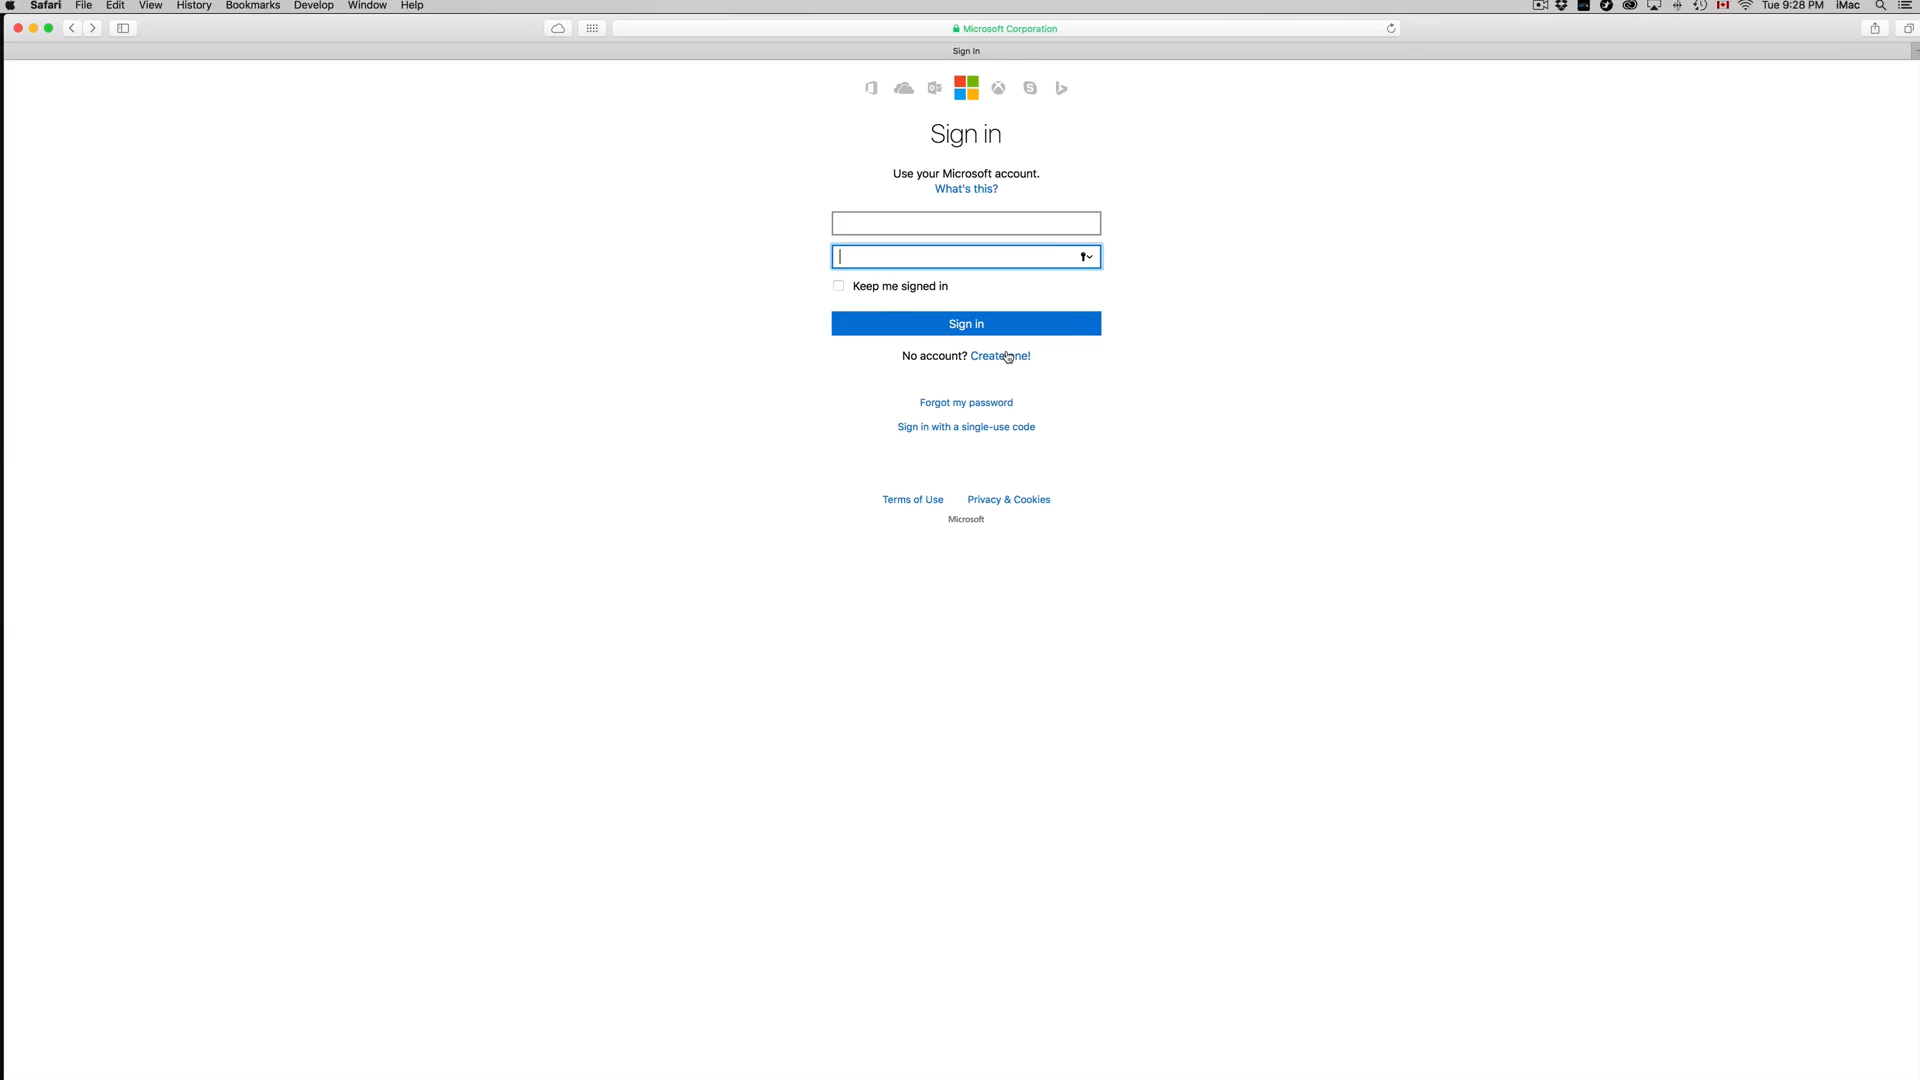 Safari File Edit View History Bookmarks Develop Window Help Tue 9:28 PM iMac
Microsoft Corporation
Sign In
Sign in
Use your Microsoft account.
What's this?
Keep me signed in
Sign in
No account? Create one!
Forgot my password
Sign in with a single-use code
Terms of Use Privacy & Cookies
Microsoft